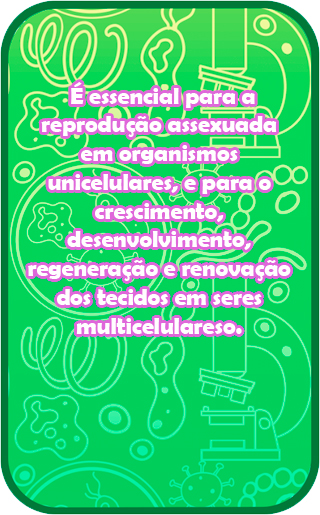 É essencial para a
reprodução assexuada
em organismos
unicelulares, e para o
crescimento,
desenvolvimento,
regeneração e renovação
dos tecidos em seres
multicelulareso.